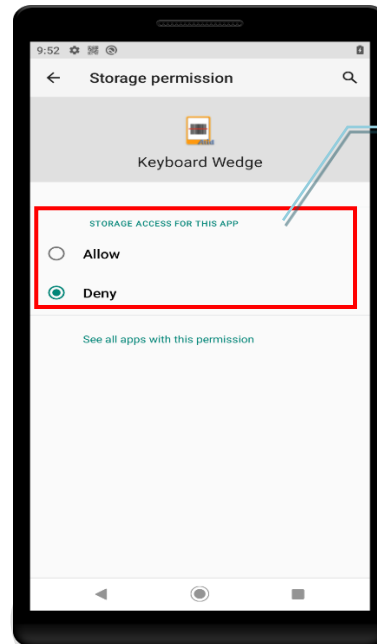 9:52
Storage permission
Keyboard Wedge
STORAGE ACCESS FOR THIS APP
Allow
Deny
See all apps with this permission